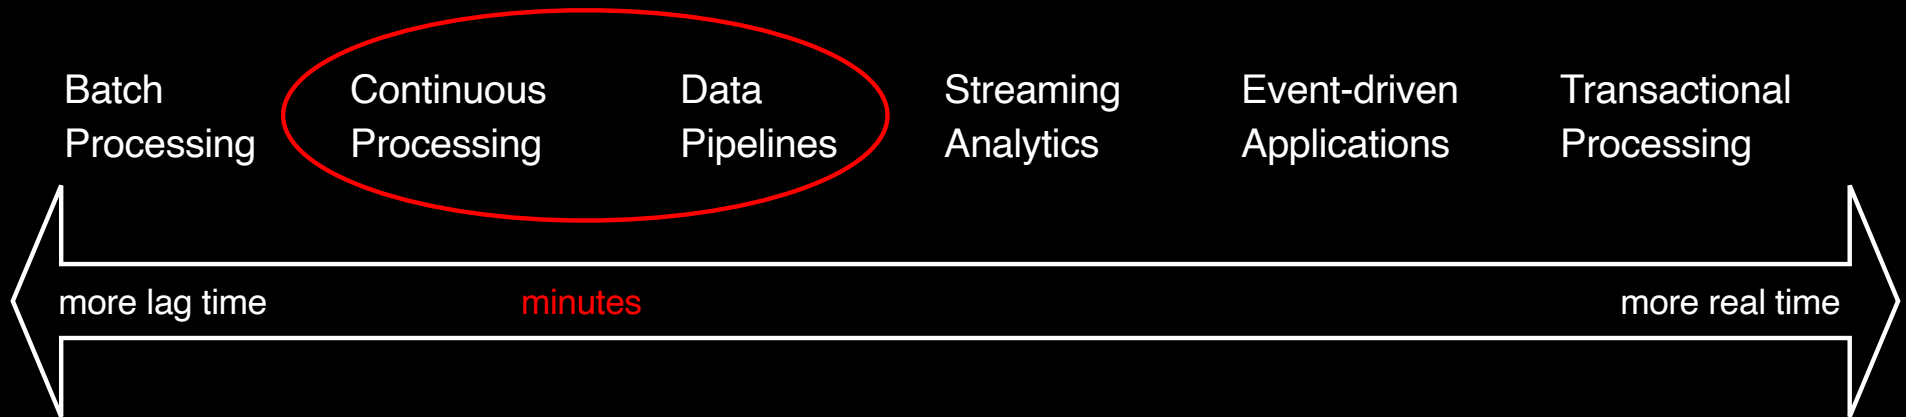 Batch
Processing
Continuous
Processing
Data
Pipelines
Streaming
Analytics
Event-driven
Applications
Transactional
Processing
more lag time
minutes
more real time